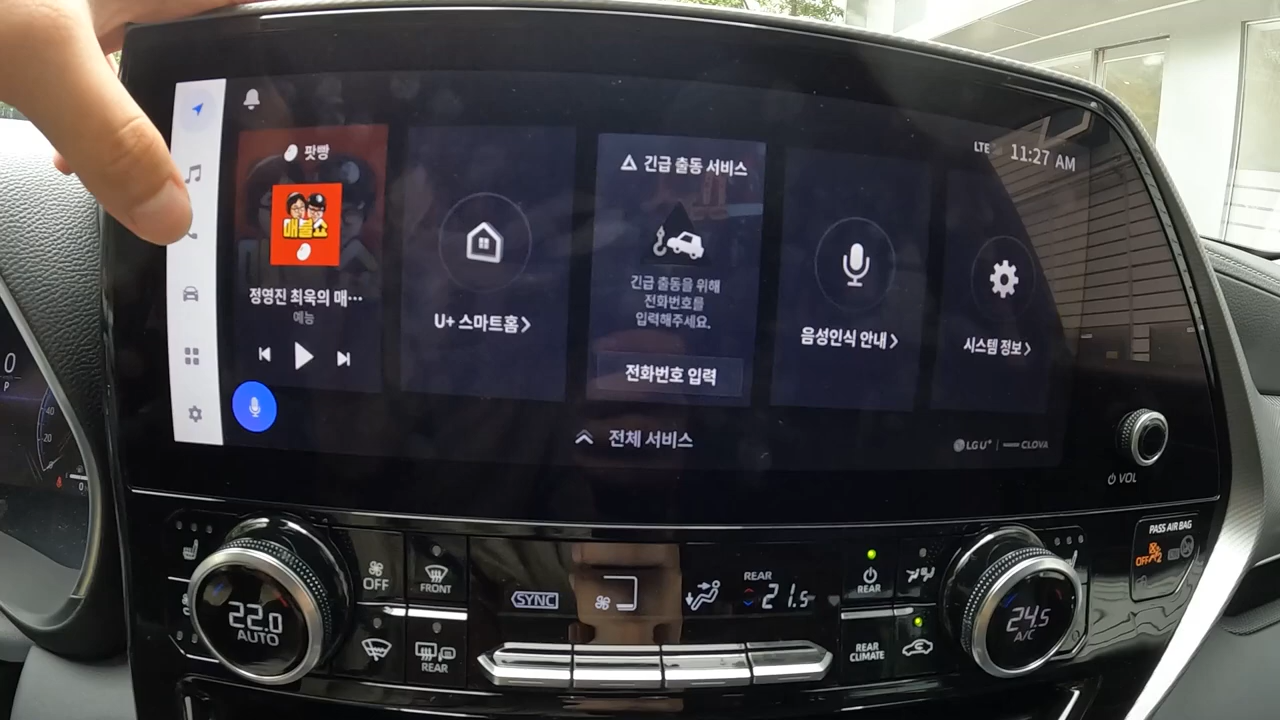 LTE 11:27 AM
팟빵
매불쇼
정영진 최욱의 매…
예능
U+ 스마트홈
긴급 출동 서비스
긴급 출동을 위해
전화번호를
입력해주세요.
전화번호 입력
음성인식 안내
시스템 정보
전체 서비스
LG U+ | CLOVA
VOL
0
P
40
20
0
PASS AIR BAG
OFF
22.0
AUTO
OFF
FRONT
REAR
SYNC
REAR
21.5
REAR
REAR
CLIMATE
24.5
A/C